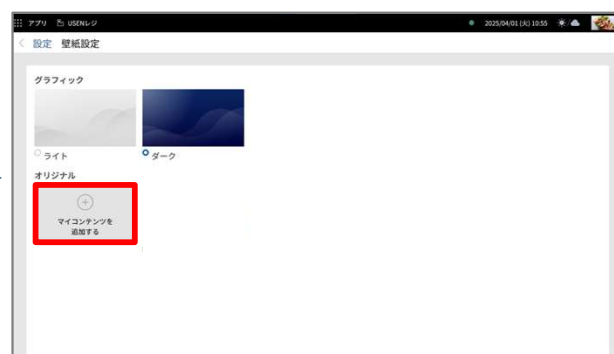 アプリ USENレジ 2025/04/01 (火) 10:55
設定 壁紙設定
グラフィック
ライト ダーク
オリジナル
マイコンテンツを
追加する